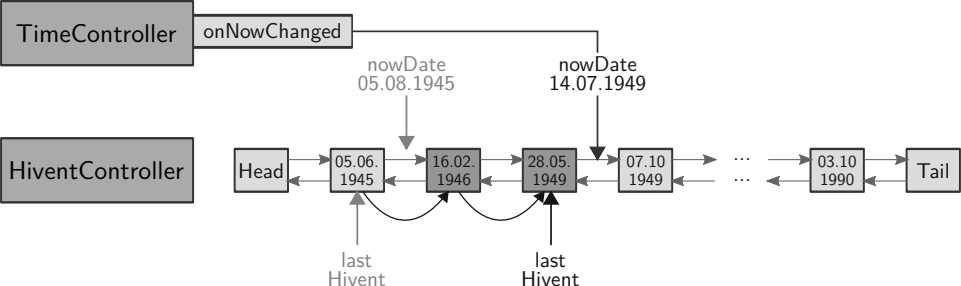 TimeController
onNowChanged
nowDate
05.08.1945
nowDate
14.07.1949
HiventController
Head
05.06.
1945
16.02.
1946
28.05.
1949
07.10
1949
...
...
03.10
1990
Tail
last
Hivent
last
Hivent